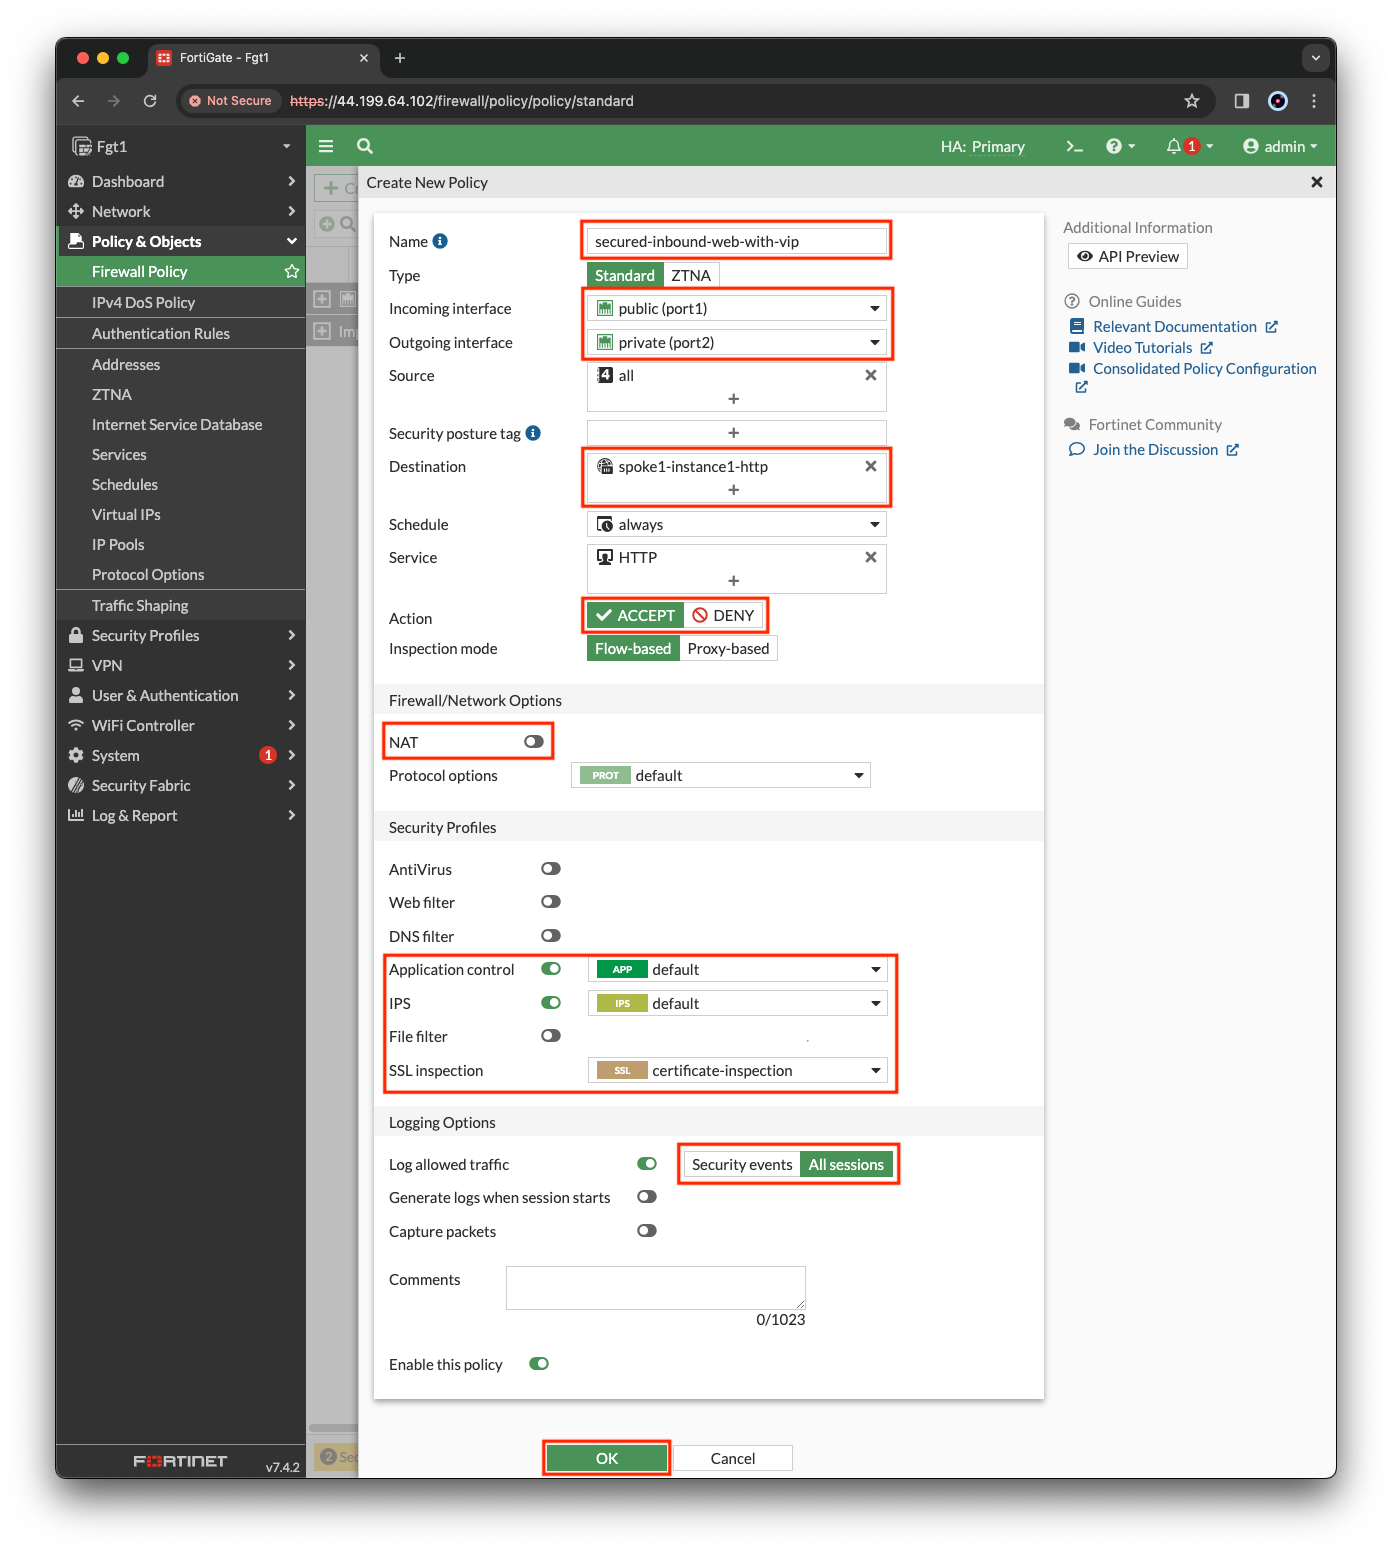 FortiGate - Fgt1
Not Secure https://44.199.64.102/firewall/policy/policy/standard
Fgt1
HA: Primary
1
admin
Dashboard
Network
Policy & Objects
Firewall Policy
IPv4 DoS Policy
Authentication Rules
Addresses
ZTNA
Internet Service Database
Services
Schedules
Virtual IPs
IP Pools
Protocol Options
Traffic Shaping
Security Profiles
VPN
User & Authentication
WiFi Controller
System 1
Security Fabric
Log & Report
FORTINET v7.4.2
Create New Policy
Name secured-inbound-web-with-vip
Type Standard ZTNA
Incoming interface public (port1)
Outgoing interface private (port2)
Source 4 all
+
Security posture tag +
Destination spoke1-instance1-http
+
Schedule always
Service HTTP
+
Action ACCEPT DENY
Inspection mode Flow-based Proxy-based
Firewall/Network Options
NAT
Protocol options PROT default
Security Profiles
AntiVirus
Web filter
DNS filter
Application control APP default
IPS IPS default
File filter
SSL inspection SSL certificate-inspection
Logging Options
Log allowed traffic Security events All sessions
Generate logs when session starts
Capture packets
Comments
0/1023
Enable this policy
OK Cancel
Additional Information
API Preview
Online Guides
Relevant Documentation
Video Tutorials
Consolidated Policy Configuration
Fortinet Community
Join the Discussion